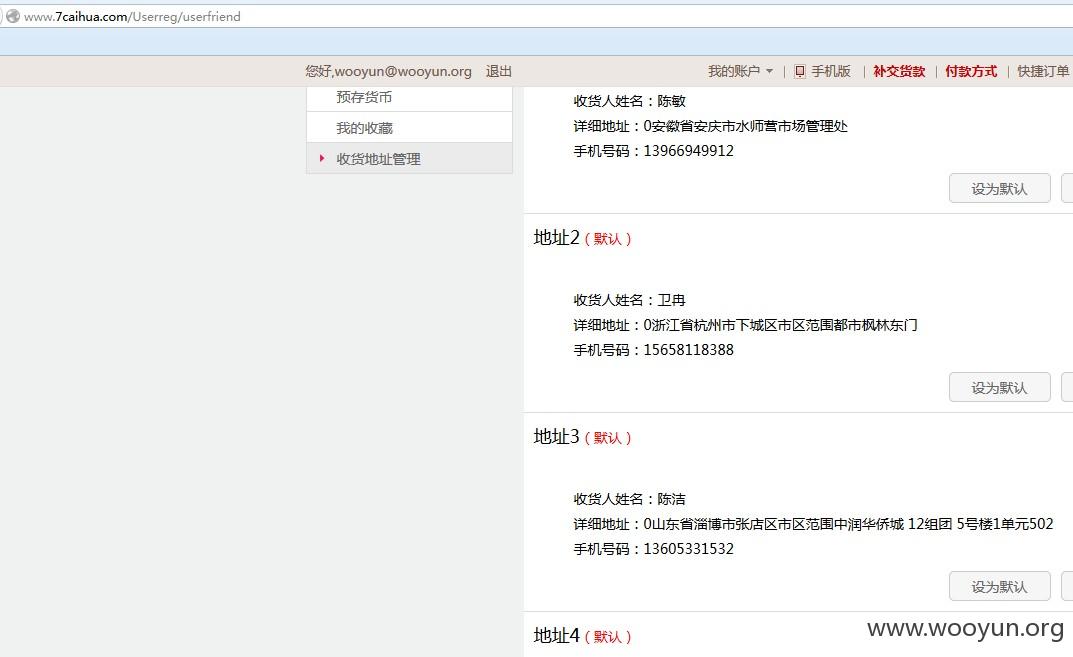 www.7caihua.com/Userreg/userfriend
您好,wooyun@wooyun.org 退出 我的账户 | 手机版 | 补交货款 | 付款方式 | 快捷订单
预存货币
我的收藏
收货地址管理
收货人姓名：陈敏
详细地址：0安徽省安庆市水师营市场管理处
手机号码：13966949912
设为默认
地址2（默认）
收货人姓名：卫冉
详细地址：0浙江省杭州市下城区市区范围都市枫林东门
手机号码：15658118388
设为默认
地址3（默认）
收货人姓名：陈洁
详细地址：0山东省淄博市张店区市区范围中润华侨城 12组团 5号楼1单元502
手机号码：13605331532
设为默认
地址4（默认）
www.wooyun.org